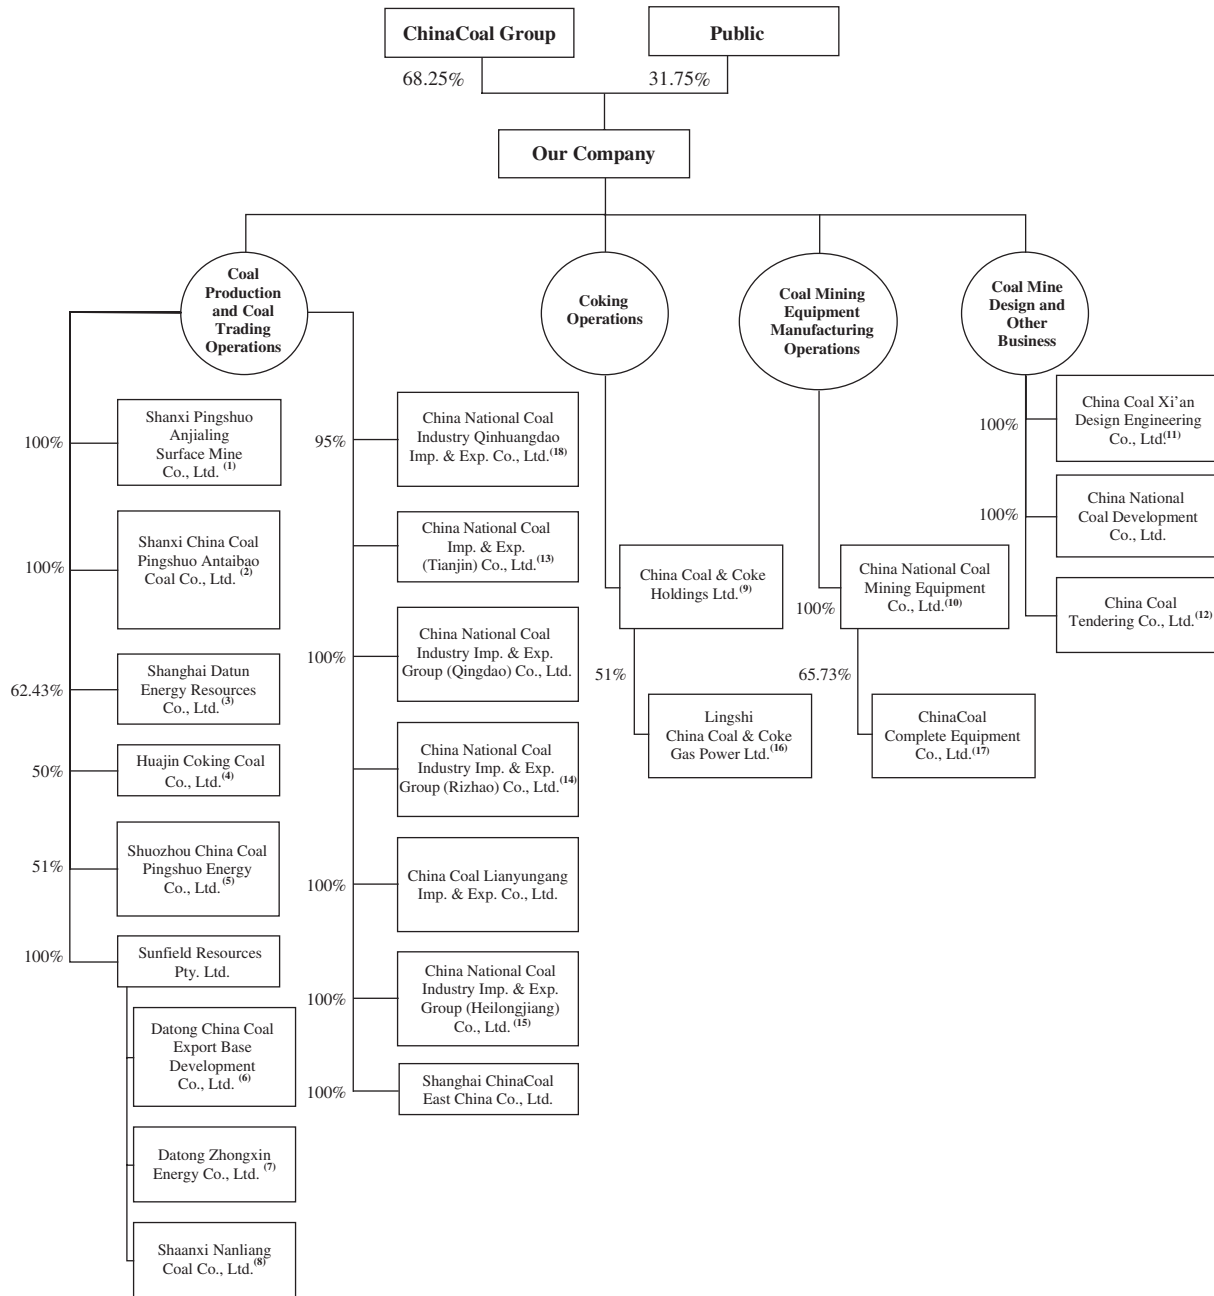 ChinaCoal Group
Public
68.25%
31.75%
Our Company
Coal
Production
and Coal
Trading
Operations
Coking
Operations
Coal Mining
Equipment
Manufacturing
Operations
Coal Mine
Design and
Other
Business
100%
Shanxi Pingshuo
Anjialing
Surface Mine
Co., Ltd. (1)
100%
Shanxi China Coal
Pingshuo Antaibao
Coal Co., Ltd. (2)
62.43%
Shanghai Datun
Energy Resources
Co., Ltd. (3)
50%
Huajin Coking Coal
Co., Ltd. (4)
51%
Shuozhou China Coal
Pingshuo Energy
Co., Ltd. (5)
100%
Sunfield Resources
Pty. Ltd.
Datong China Coal
Export Base
Development
Co., Ltd. (6)
Datong Zhongxin
Energy Co., Ltd. (7)
Shaanxi Nanliang
Coal Co., Ltd. (8)
95%
China National Coal
Industry Qinhuangdao
Imp. & Exp. Co., Ltd. (18)
China National Coal
Imp. & Exp.
(Tianjin) Co., Ltd. (13)
100%
China National Coal
Industry Imp. & Exp.
Group (Qingdao) Co., Ltd.
China National Coal
Industry Imp. & Exp.
Group (Rizhao) Co., Ltd. (14)
100%
China Coal Lianyungang
Imp. & Exp. Co., Ltd.
100%
China National Coal
Industry Imp. & Exp.
Group (Heilongjiang)
Co., Ltd. (15)
100%
Shanghai ChinaCoal
East China Co., Ltd.
China Coal & Coke
Holdings Ltd. (9)
51%
Lingshi
China Coal & Coke
Gas Power Ltd. (16)
100%
China National Coal
Mining Equipment
Co., Ltd. (10)
65.73%
ChinaCoal
Complete Equipment
Co., Ltd. (17)
100%
China Coal Xi'an
Design Engineering
Co., Ltd. (11)
100%
China National
Coal Development
Co., Ltd.
China Coal
Tendering Co., Ltd. (12)